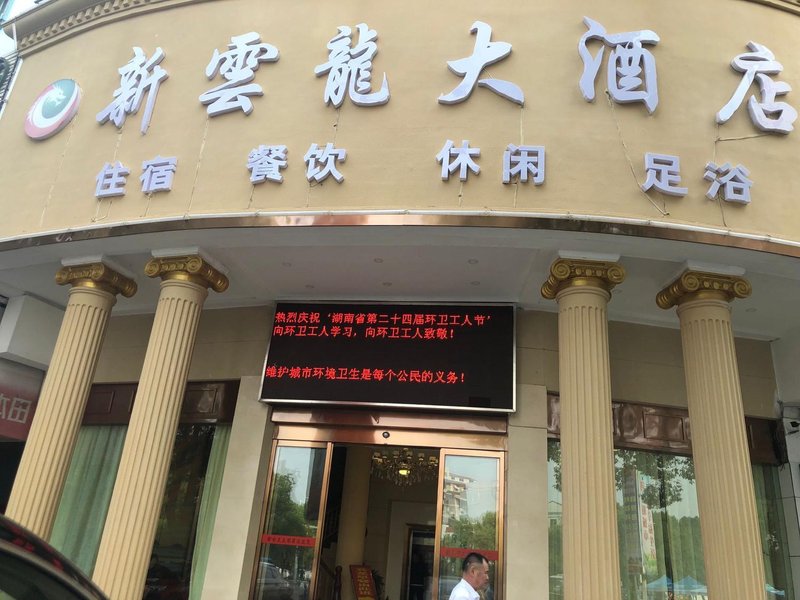 新雲龍大酒店
住宿 餐饮 休闲 足浴
热烈庆祝‘湖南省第二十四届环卫工人节’
向环卫工人学习，向环卫工人致敬！
维护城市环境卫生是每个公民的义务！